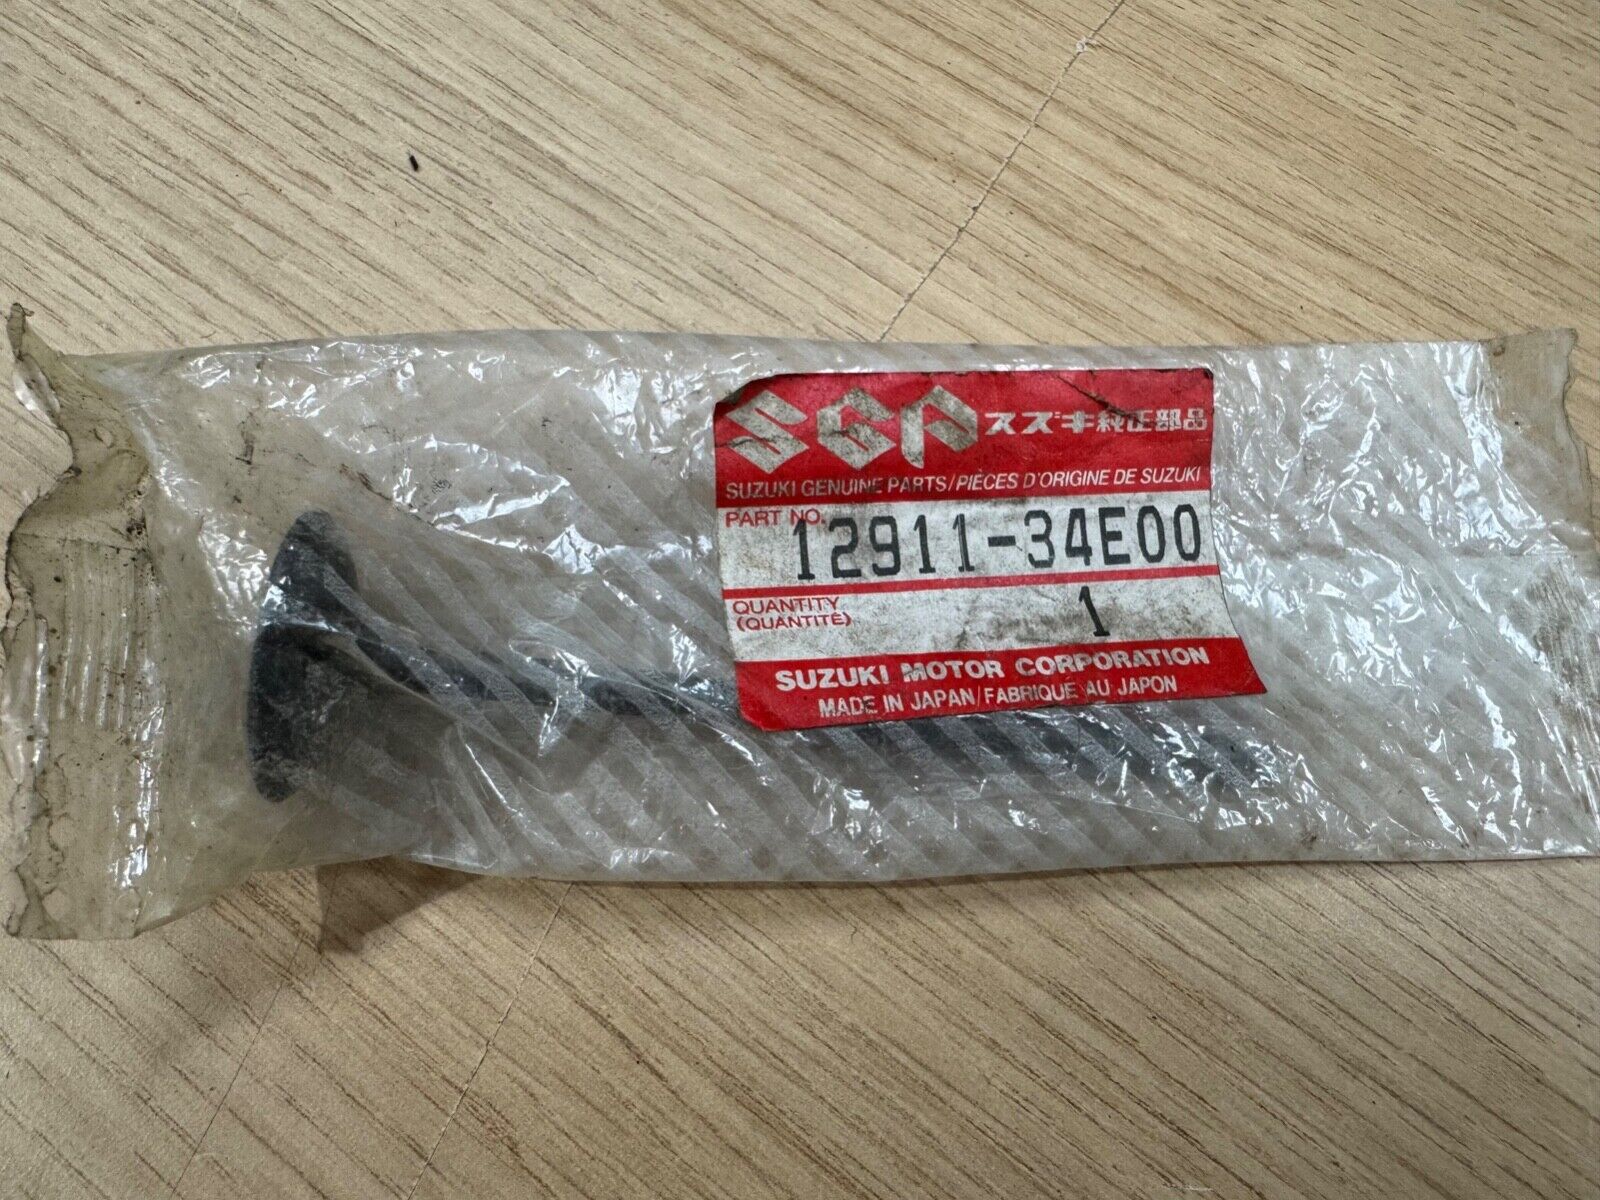 SGP スズキ純正部品
SUZUKI GENUINE PARTS/PIÈCES D'ORIGINE DE SUZUKI
PART NO. 12911-34E00
QUANTITY 1
(QUANTITÉ)
SUZUKI MOTOR CORPORATION
MADE IN JAPAN/FABRIQUE AU JAPON